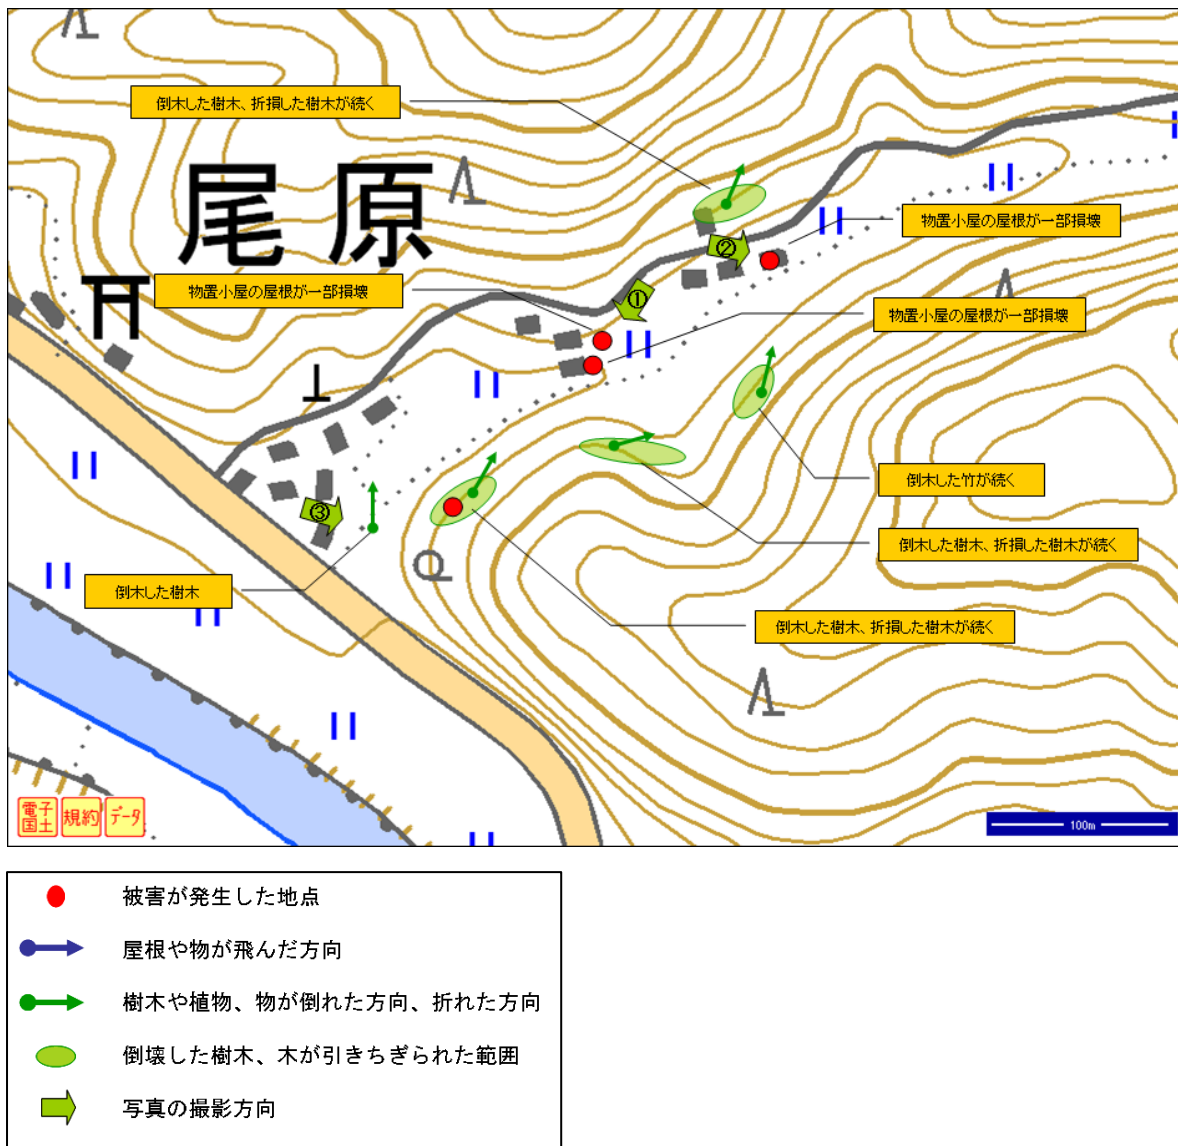 倒木した樹木、折損した樹木が続く
尾原
物置小屋の屋根が一部損壊
②
物置小屋の屋根が一部損壊
①
物置小屋の屋根が一部損壊
倒木した竹が続く
③
倒木した樹木、折損した樹木が続く
倒木した樹木
倒木した樹木、折損した樹木が続く
電子国土
規約
データ
100m
被害が発生した地点
屋根や物が飛んだ方向
樹木や植物、物が倒れた方向、折れた方向
倒壊した樹木、木が引きちぎられた範囲
写真の撮影方向